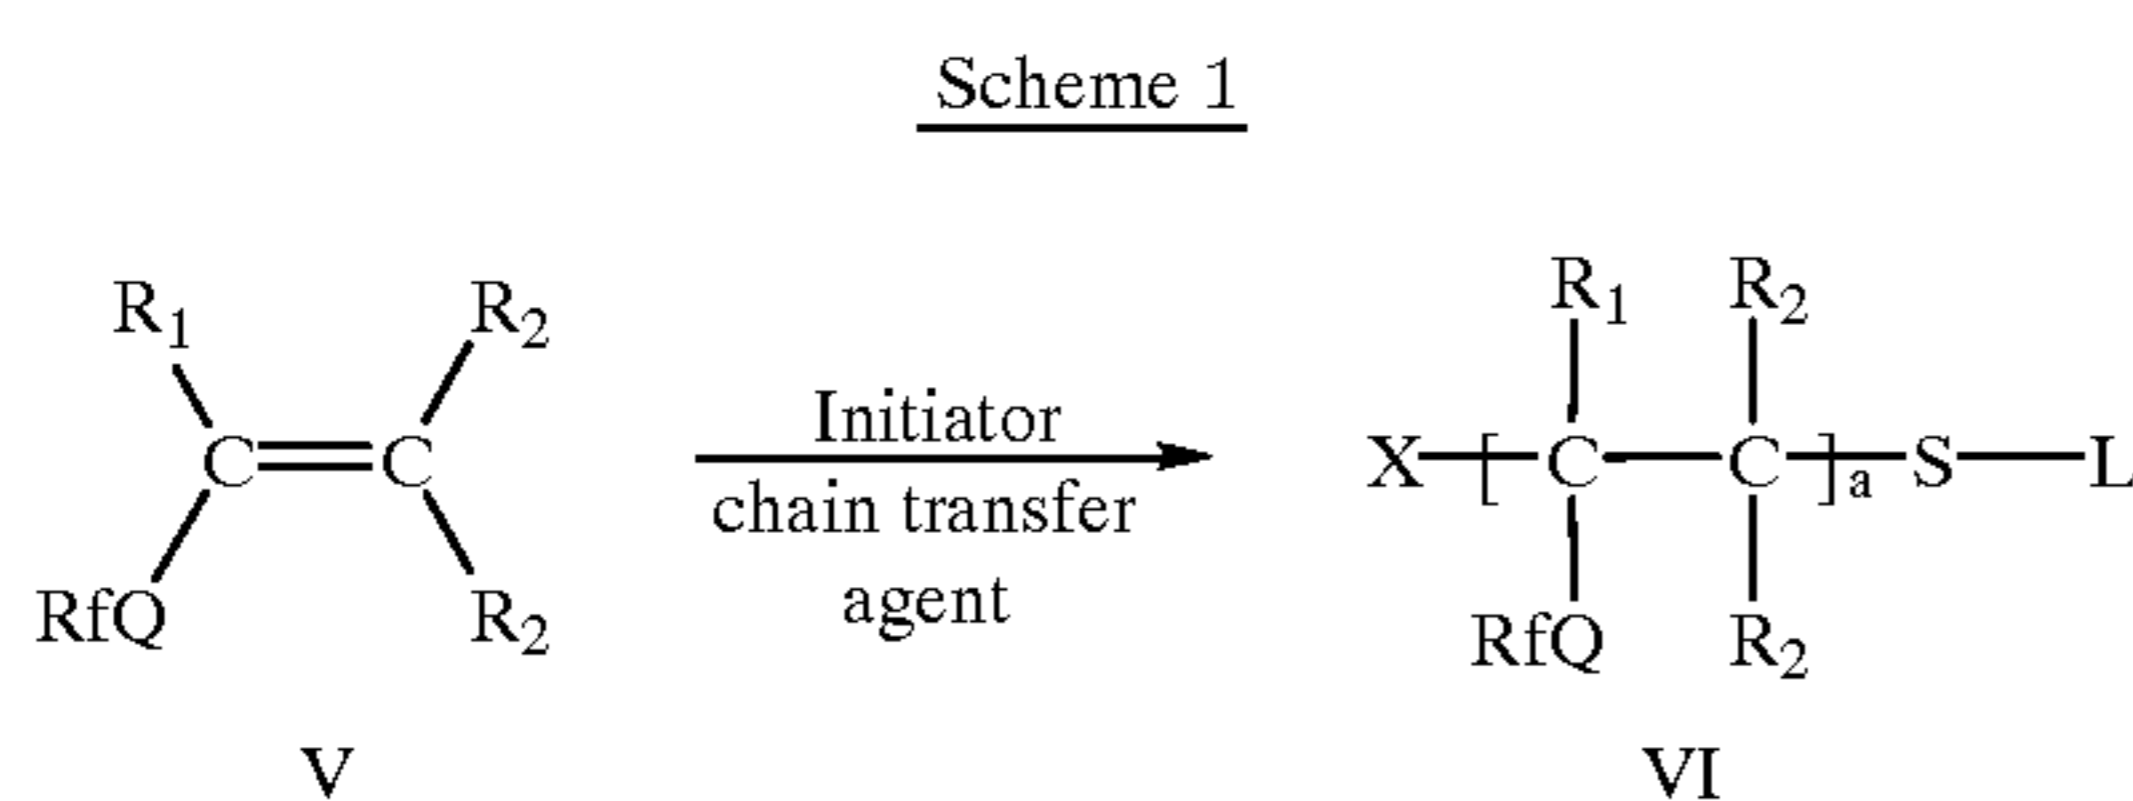 Scheme 1
R1 R2 R1 R2
Initiator
C=C X-[-C-C-]a-S-L
chain transfer
agent
RfQ R2 RfQ R2
V VI